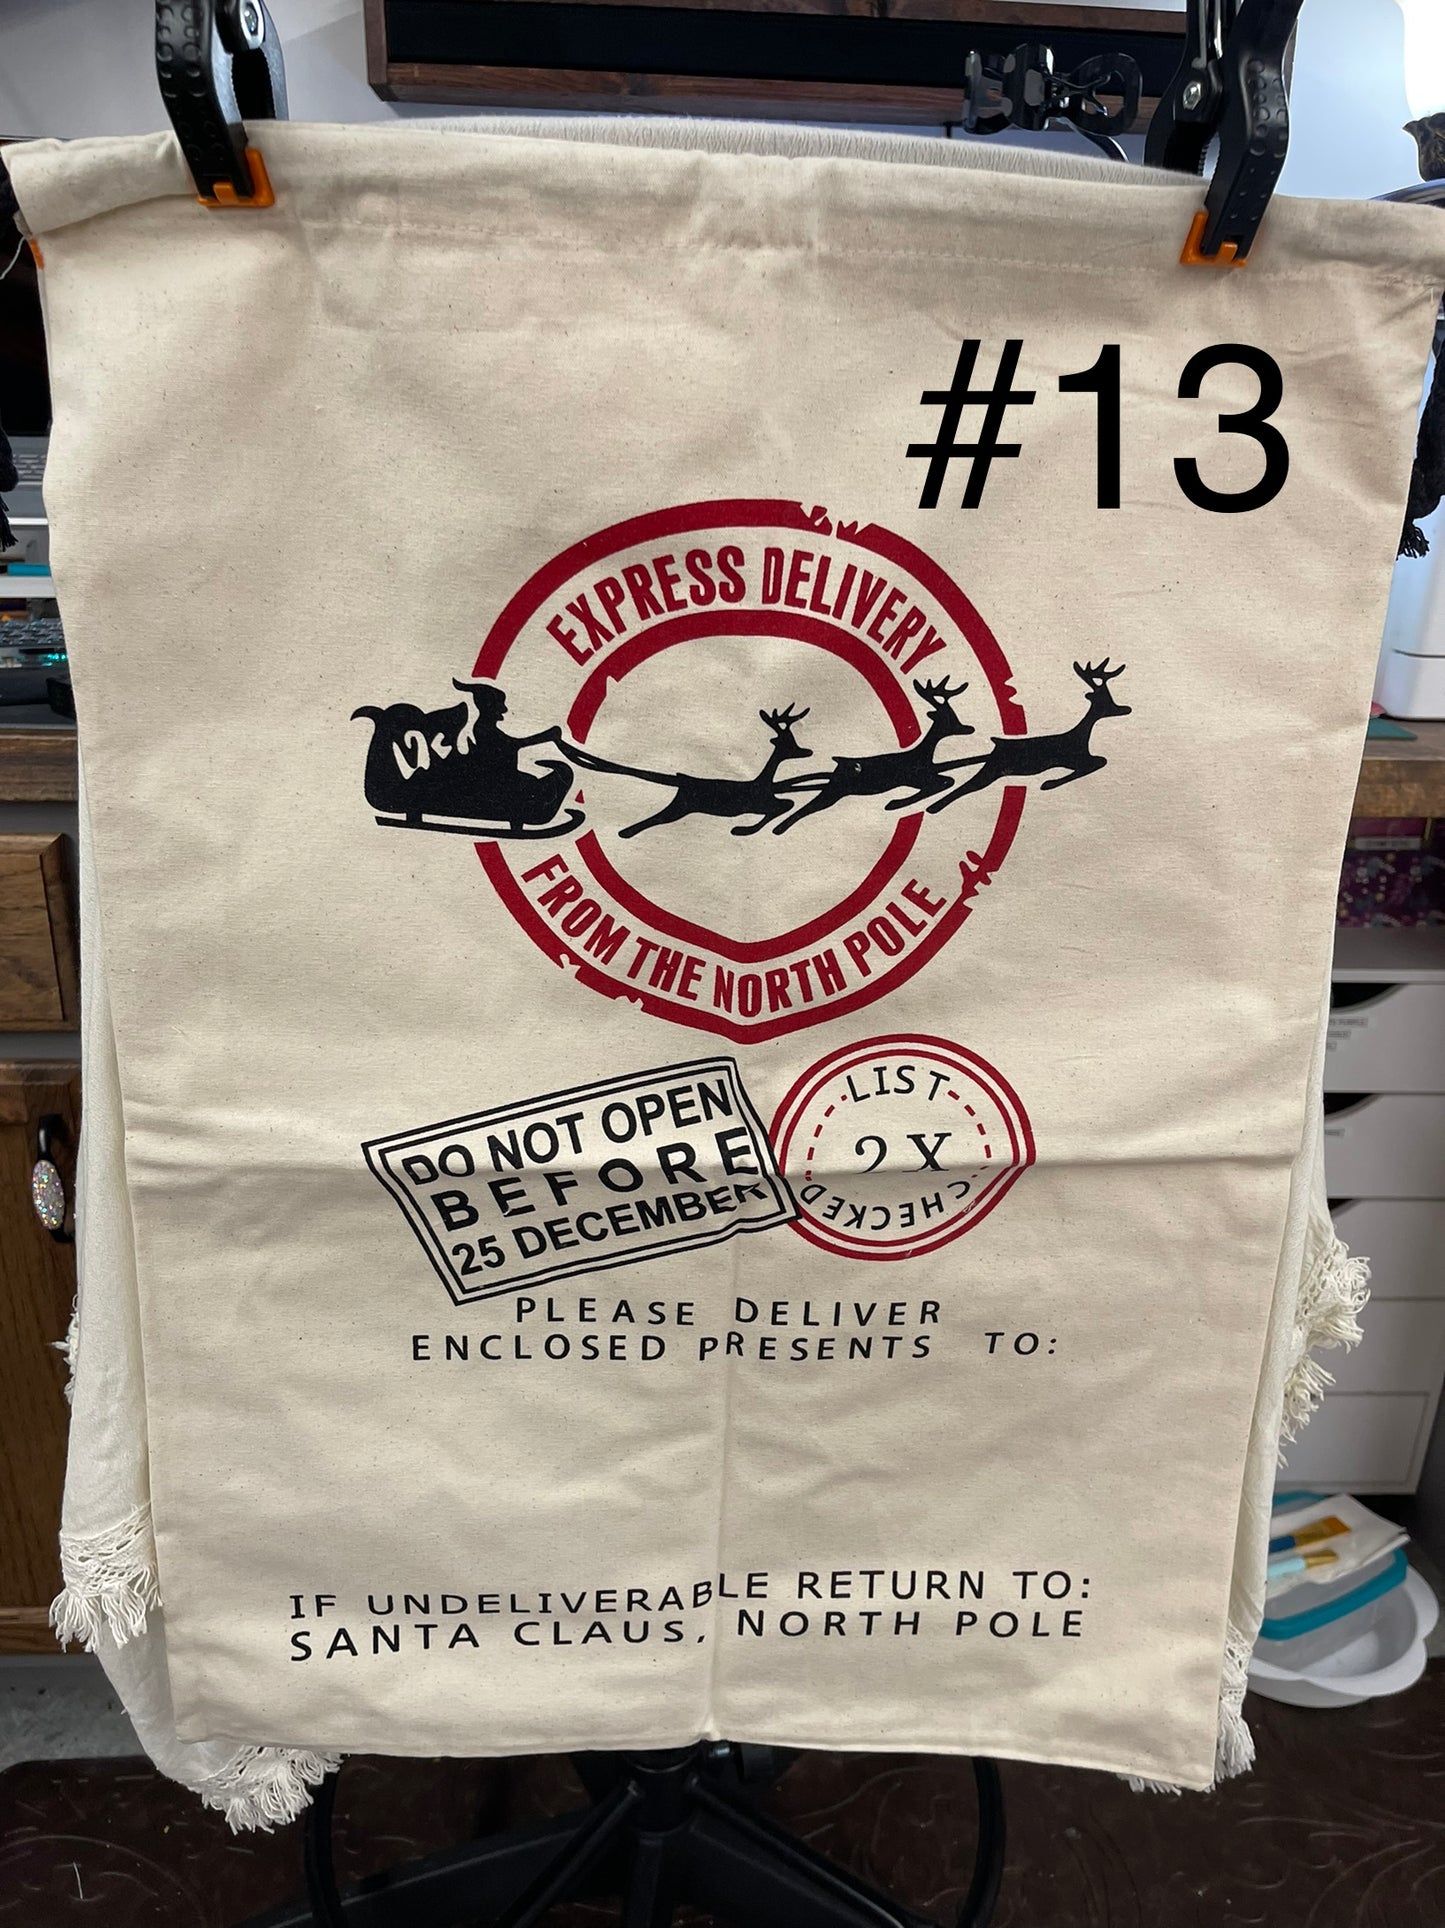 #13
EXPRESS DELIVERY
FROM THE NORTH POLE
DO NOT OPEN
BEFORE
25 DECEMBER
LIST
2X
CHECKED
PLEASE DELIVER
ENCLOSED PRESENTS TO:
IF UNDELIVERABLE RETURN TO:
SANTA CLAUS, NORTH POLE